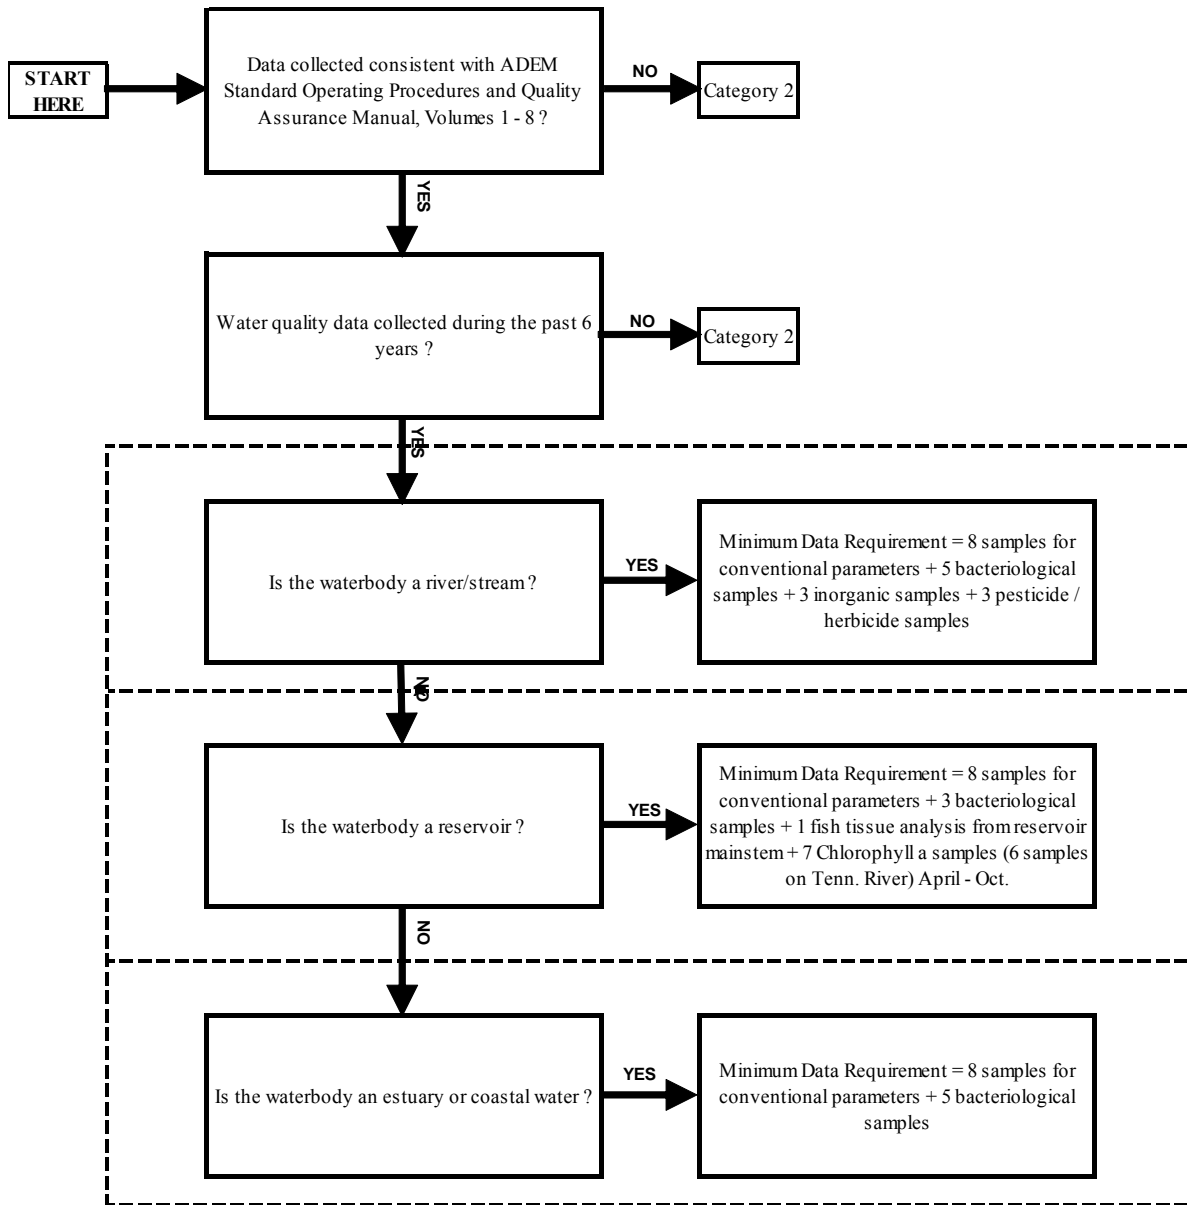 START
HERE
Data collected consistent with ADEM
Standard Operating Procedures and Quality
Assurance Manual, Volumes 1 - 8 ?
NO
Category 2
YES
Water quality data collected during the past 6
years ?
NO
Category 2
YES
Is the waterbody a river/stream ?
YES
Minimum Data Requirement = 8 samples for
conventional parameters + 5 bacteriological
samples + 3 inorganic samples + 3 pesticide /
herbicide samples
NO
Is the waterbody a reservoir ?
YES
Minimum Data Requirement = 8 samples for
conventional parameters + 3 bacteriological
samples + 1 fish tissue analysis from reservoir
mainstem + 7 Chlorophyll a samples (6 samples
on Tenn. River) April - Oct.
NO
Is the waterbody an estuary or coastal water ?
YES
Minimum Data Requirement = 8 samples for
conventional parameters + 5 bacteriological
samples